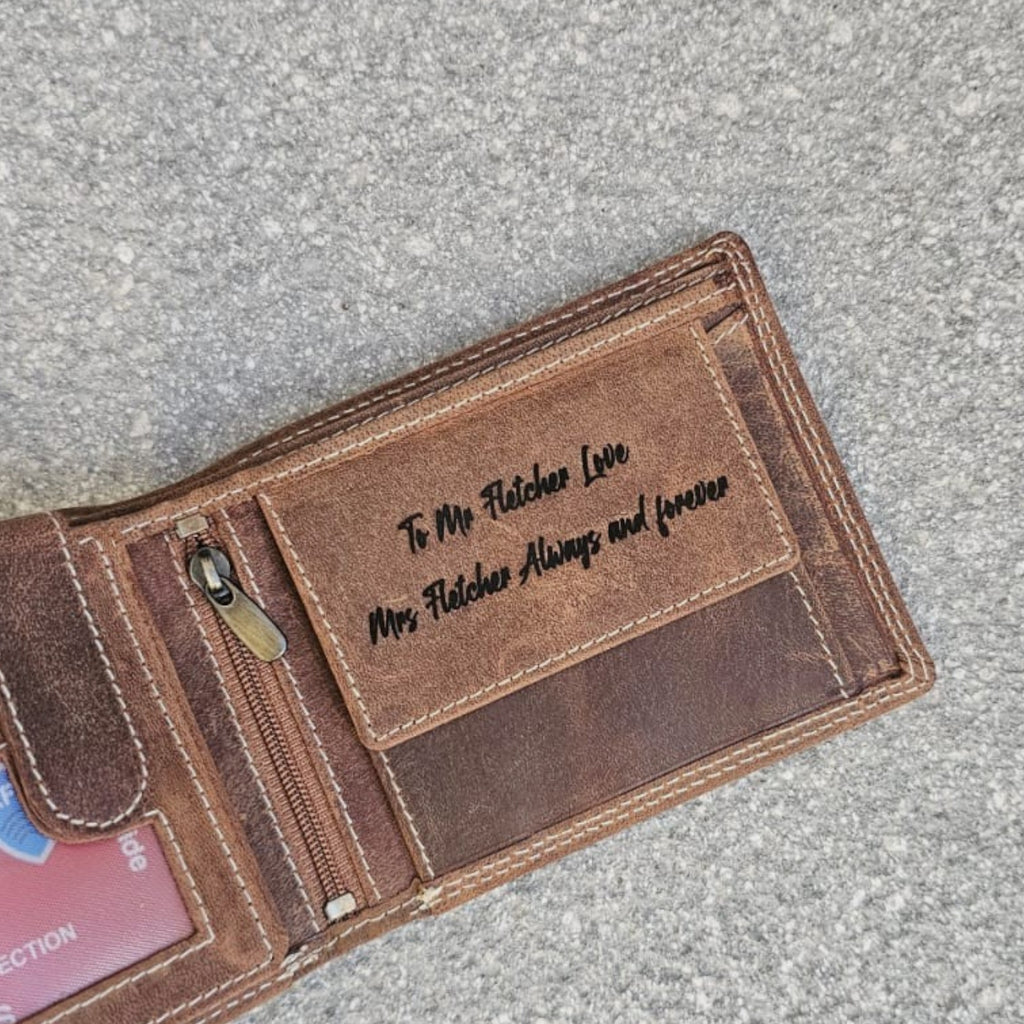 To Mr Fletcher Love
Mrs Fletcher Always and forever